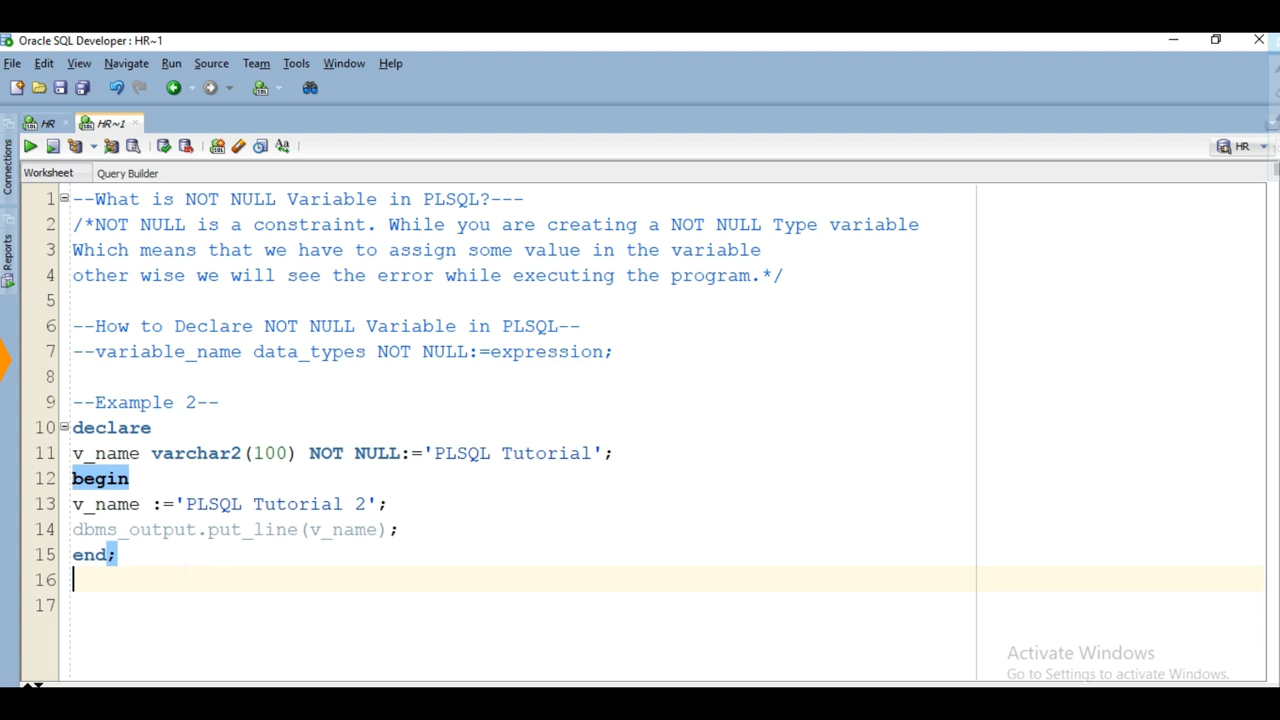 Oracle SQL Developer : HR~1
File Edit View Navigate Run Source Team Tools Window Help
HR HR~1
HR
Worksheet Query Builder
Connections
Reports
1 --What is NOT NULL Variable in PLSQL?---
2 /*NOT NULL is a constraint. While you are creating a NOT NULL Type variable
3 Which means that we have to assign some value in the variable
4 other wise we will see the error while executing the program.*/
5
6 --How to Declare NOT NULL Variable in PLSQL--
7 --variable_name data_types NOT NULL:=expression;
8
9 --Example 2--
10 declare
11 v_name varchar2(100) NOT NULL:='PLSQL Tutorial';
12 begin
13 v_name :='PLSQL Tutorial 2';
14 dbms_output.put_line(v_name);
15 end;
16
17
Activate Windows
Go to Settings to activate Windows.